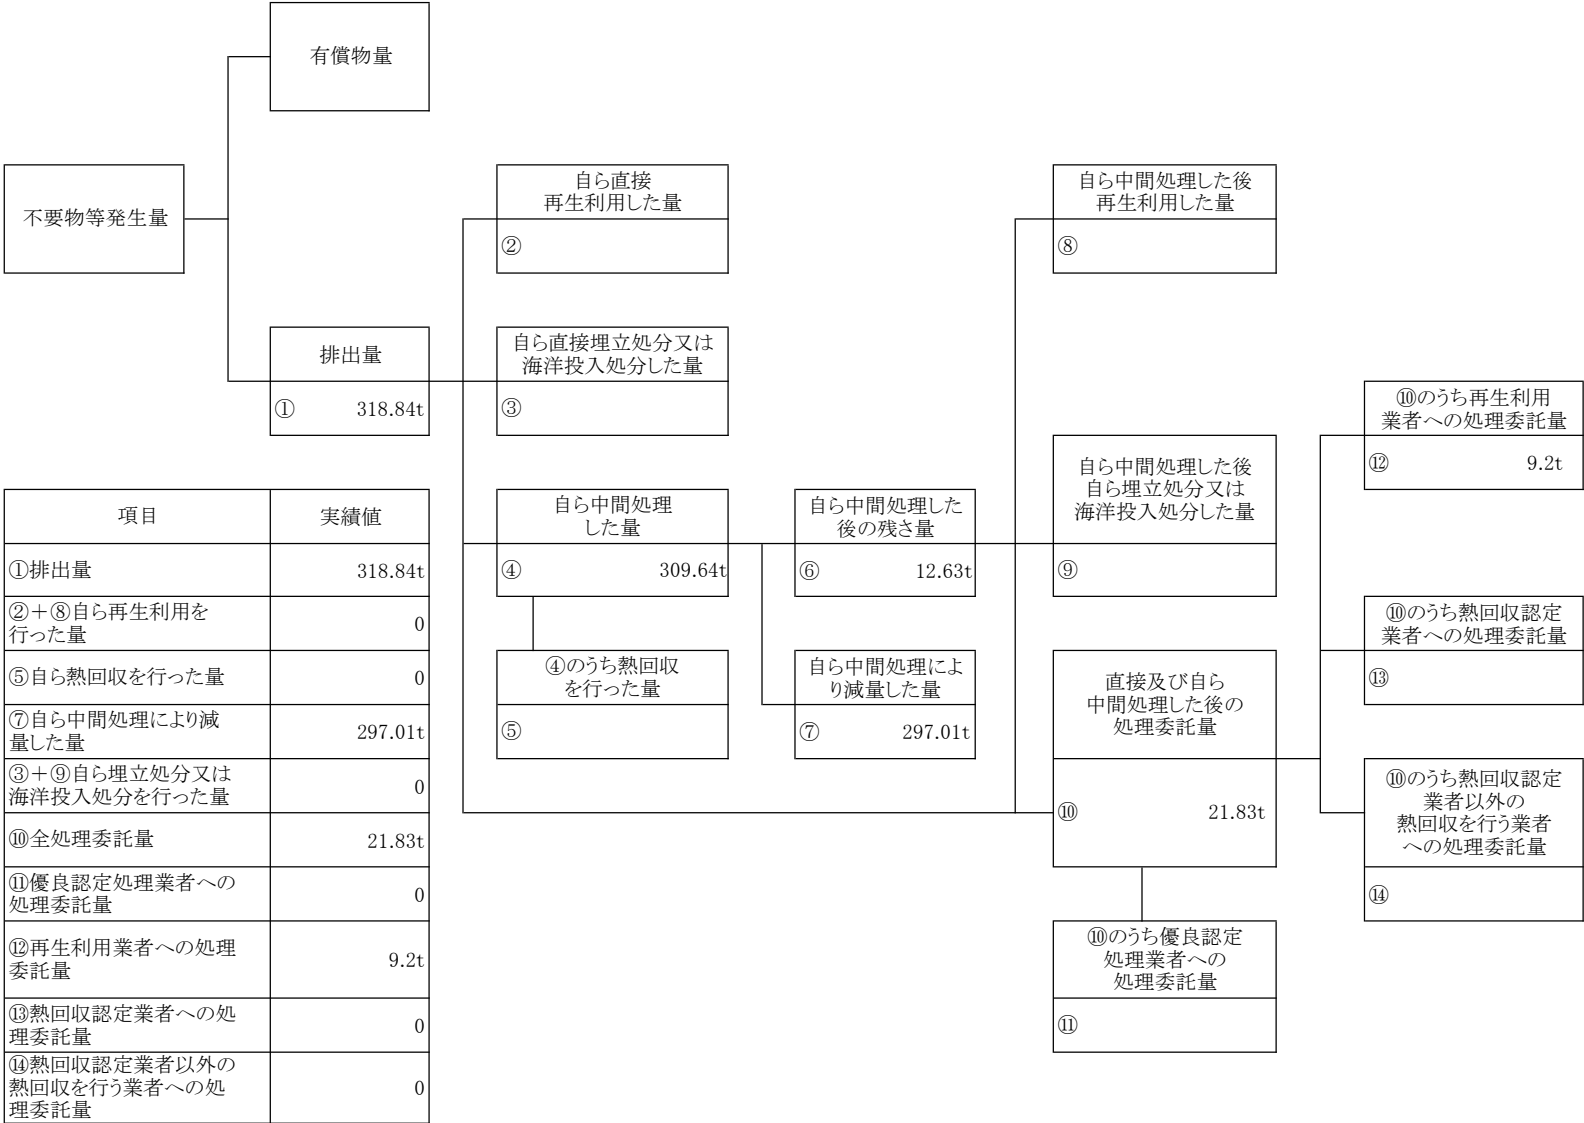 有償物量
不要物等発生量
自ら直接
再生利用した量
②
自ら中間処理した後
再生利用した量
⑧
排出量
① 318.84t
自ら直接埋立処分又は
海洋投入処分した量
③
⑩のうち再生利用
業者への処理委託量
⑫ 9.2t
自ら中間処理した後
自ら埋立処分又は
海洋投入処分した量
⑨
自ら中間処理
した量
④ 309.64t
自ら中間処理した
後の残さ量
⑥ 12.63t
④のうち熱回収
を行った量
⑤
自ら中間処理によ
り減量した量
⑦ 297.01t
直接及び自ら
中間処理した後の
処理委託量
⑩ 21.83t
⑩のうち熱回収認定
業者への処理委託量
⑬
⑩のうち熱回収認定
業者以外の
熱回収を行う業者
への処理委託量
⑭
⑩のうち優良認定
処理業者への
処理委託量
⑪
項目 実績値
①排出量 318.84t
②＋⑧自ら再生利用を
行った量 0
⑤自ら熱回収を行った量 0
⑦自ら中間処理により減
量した量 297.01t
③＋⑨自ら埋立処分又は
海洋投入処分を行った量 0
⑩全処理委託量 21.83t
⑪優良認定処理業者への
処理委託量 0
⑫再生利用業者への処理
委託量 9.2t
⑬熱回収認定業者への処
理委託量 0
⑭熱回収認定業者以外の
熱回収を行う業者への処
理委託量 0